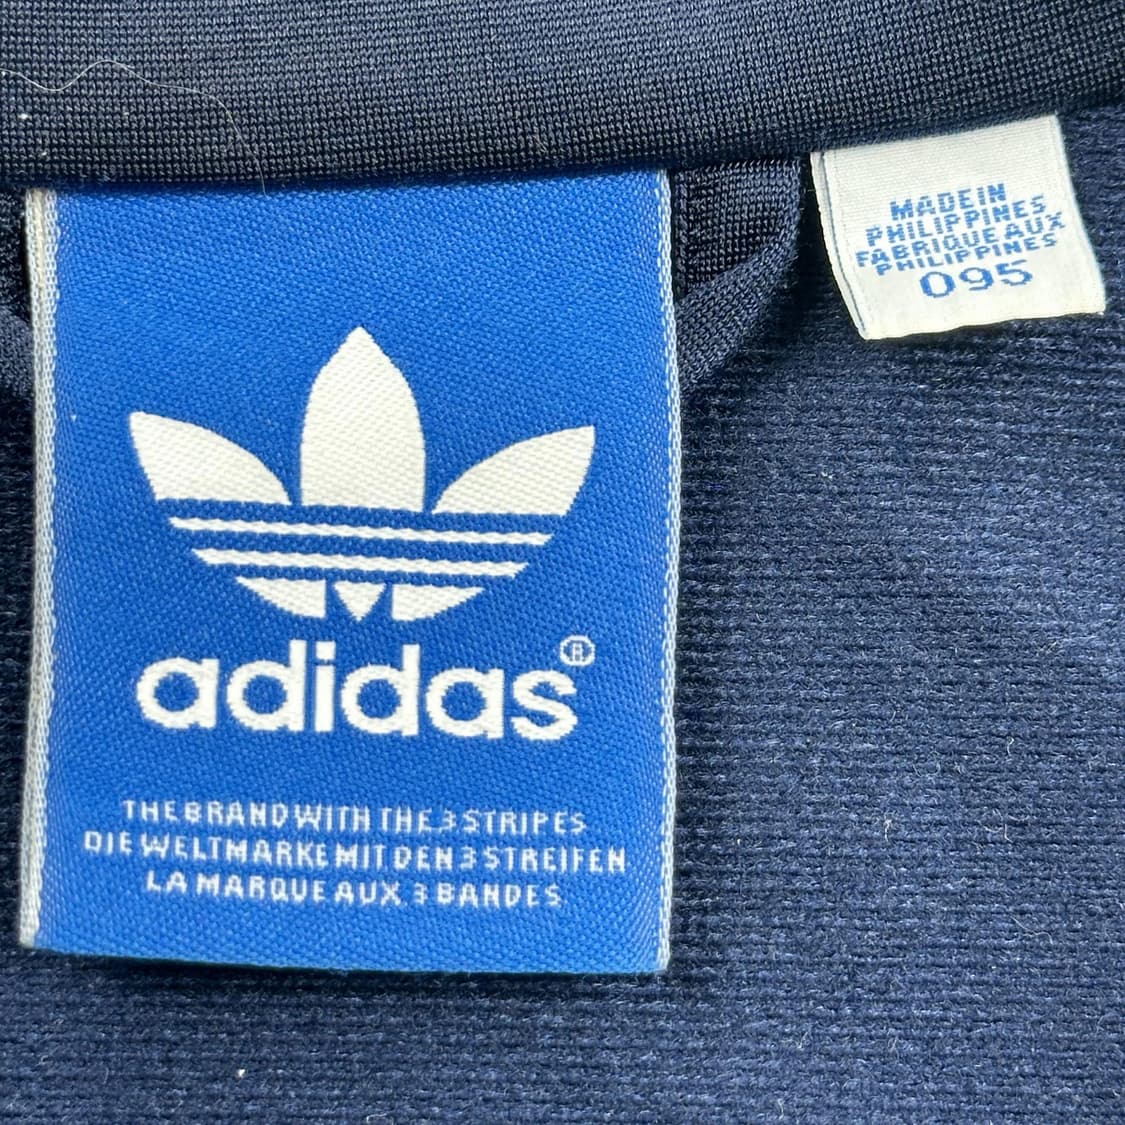 adidas®
THE BRAND WITH THE 3 STRIPES
DIE WELTMARKE MIT DEN 3 STREIFEN
LA MARQUE AUX 3 BANDES
MADE IN
PHILIPPINES
FABRIQUE AUX
PHILIPPINES
095